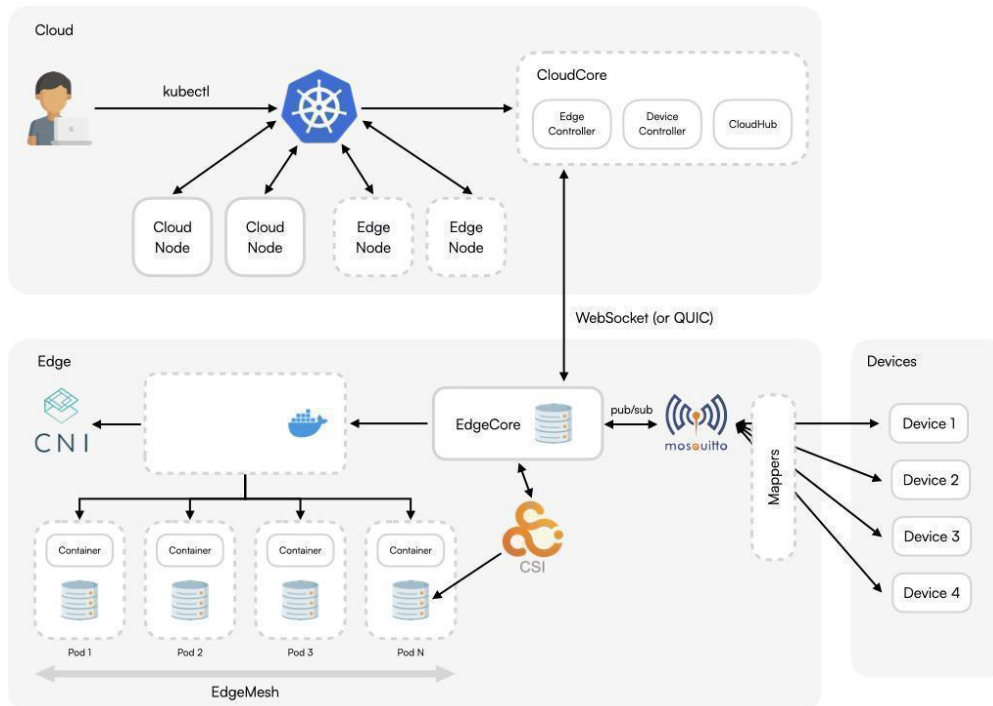 Cloud
kubectl
CloudCore
Edge
Controller
Device
Controller
CloudHub
Cloud
Node
Cloud
Node
Edge
Node
Edge
Node
WebSocket (or QUIC)
Edge
Devices
CNI
EdgeCore
pub/sub
mosquitto
Mappers
Device 1
Device 2
Device 3
Device 4
CSI
Container
Container
Container
Container
Pod 1
Pod 2
Pod 3
Pod N
EdgeMesh